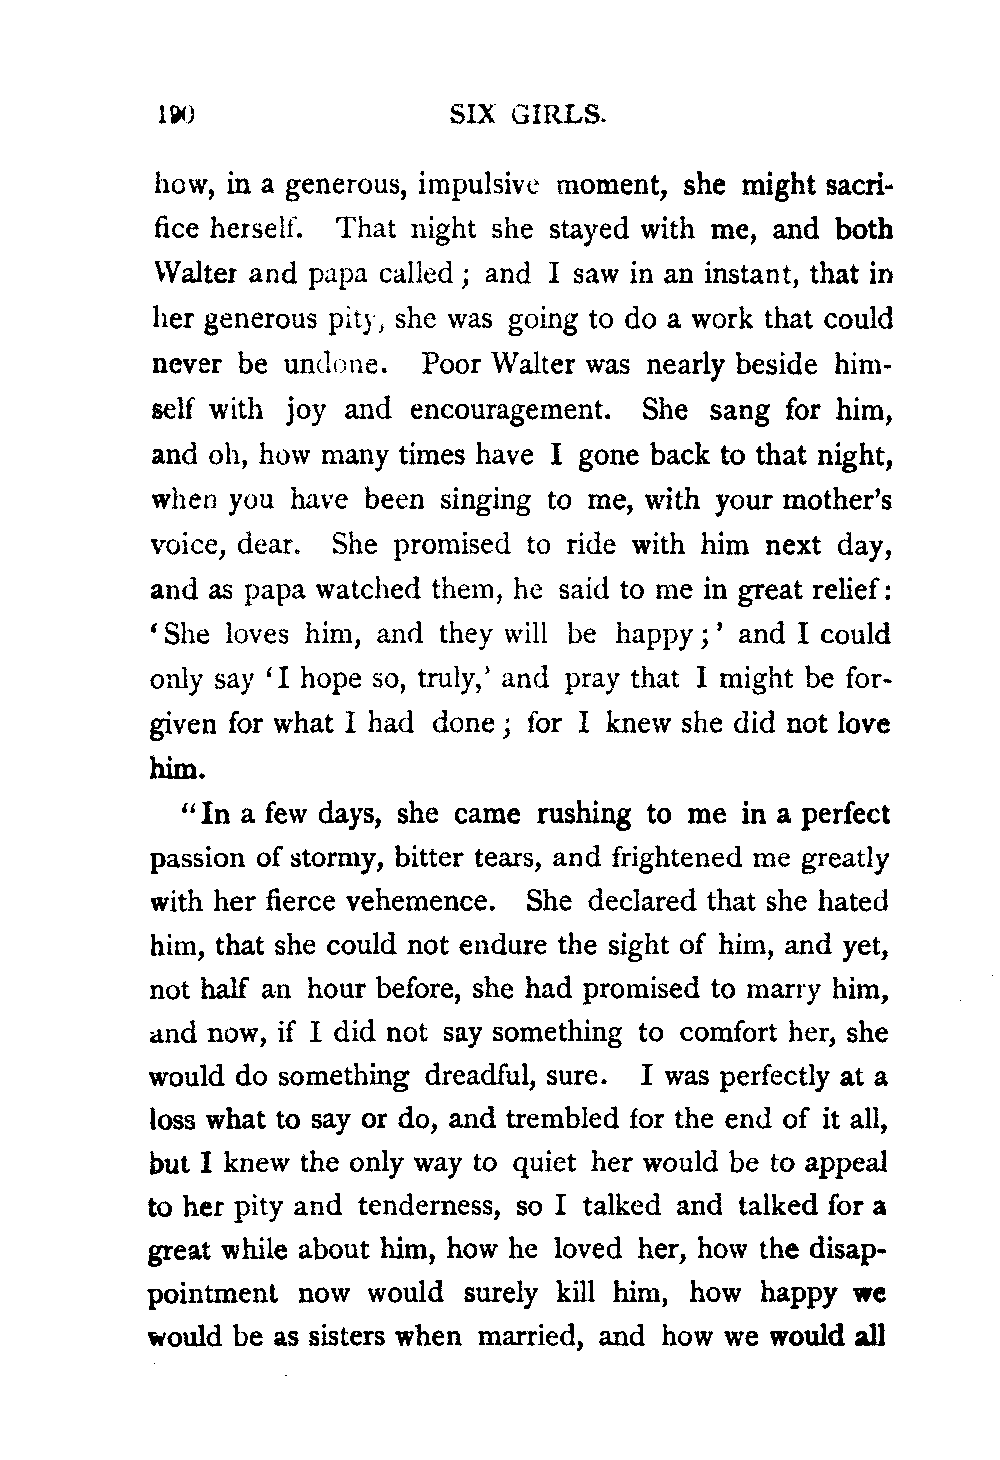 190 SIX GIRLS.
how, in a generous, impulsive moment, she might sacri-
fice herself. That night she stayed with me, and both
Walter and papa called; and I saw in an instant, that in
her generous pity, she was going to do a work that could
never be undone. Poor Walter was nearly beside him-
self with joy and encouragement. She sang for him,
and oh, how many times have I gone back to that night,
when you have been singing to me, with your mother's
voice, dear. She promised to ride with him next day,
and as papa watched them, he said to me in great relief:
'She loves him, and they will be happy;' and I could
only say 'I hope so, truly,' and pray that I might be for-
given for what I had done; for I knew she did not love
him.
"In a few days, she came rushing to me in a perfect
passion of stormy, bitter tears, and frightened me greatly
with her fierce vehemence. She declared that she hated
him, that she could not endure the sight of him, and yet,
not half an hour before, she had promised to marry him,
and now, if I did not say something to comfort her, she
would do something dreadful, sure. I was perfectly at a
loss what to say or do, and trembled for the end of it all,
but I knew the only way to quiet her would be to appeal
to her pity and tenderness, so I talked and talked for a
great while about him, how he loved her, how the disap-
pointment now would surely kill him, how happy we
would be as sisters when married, and how we would all